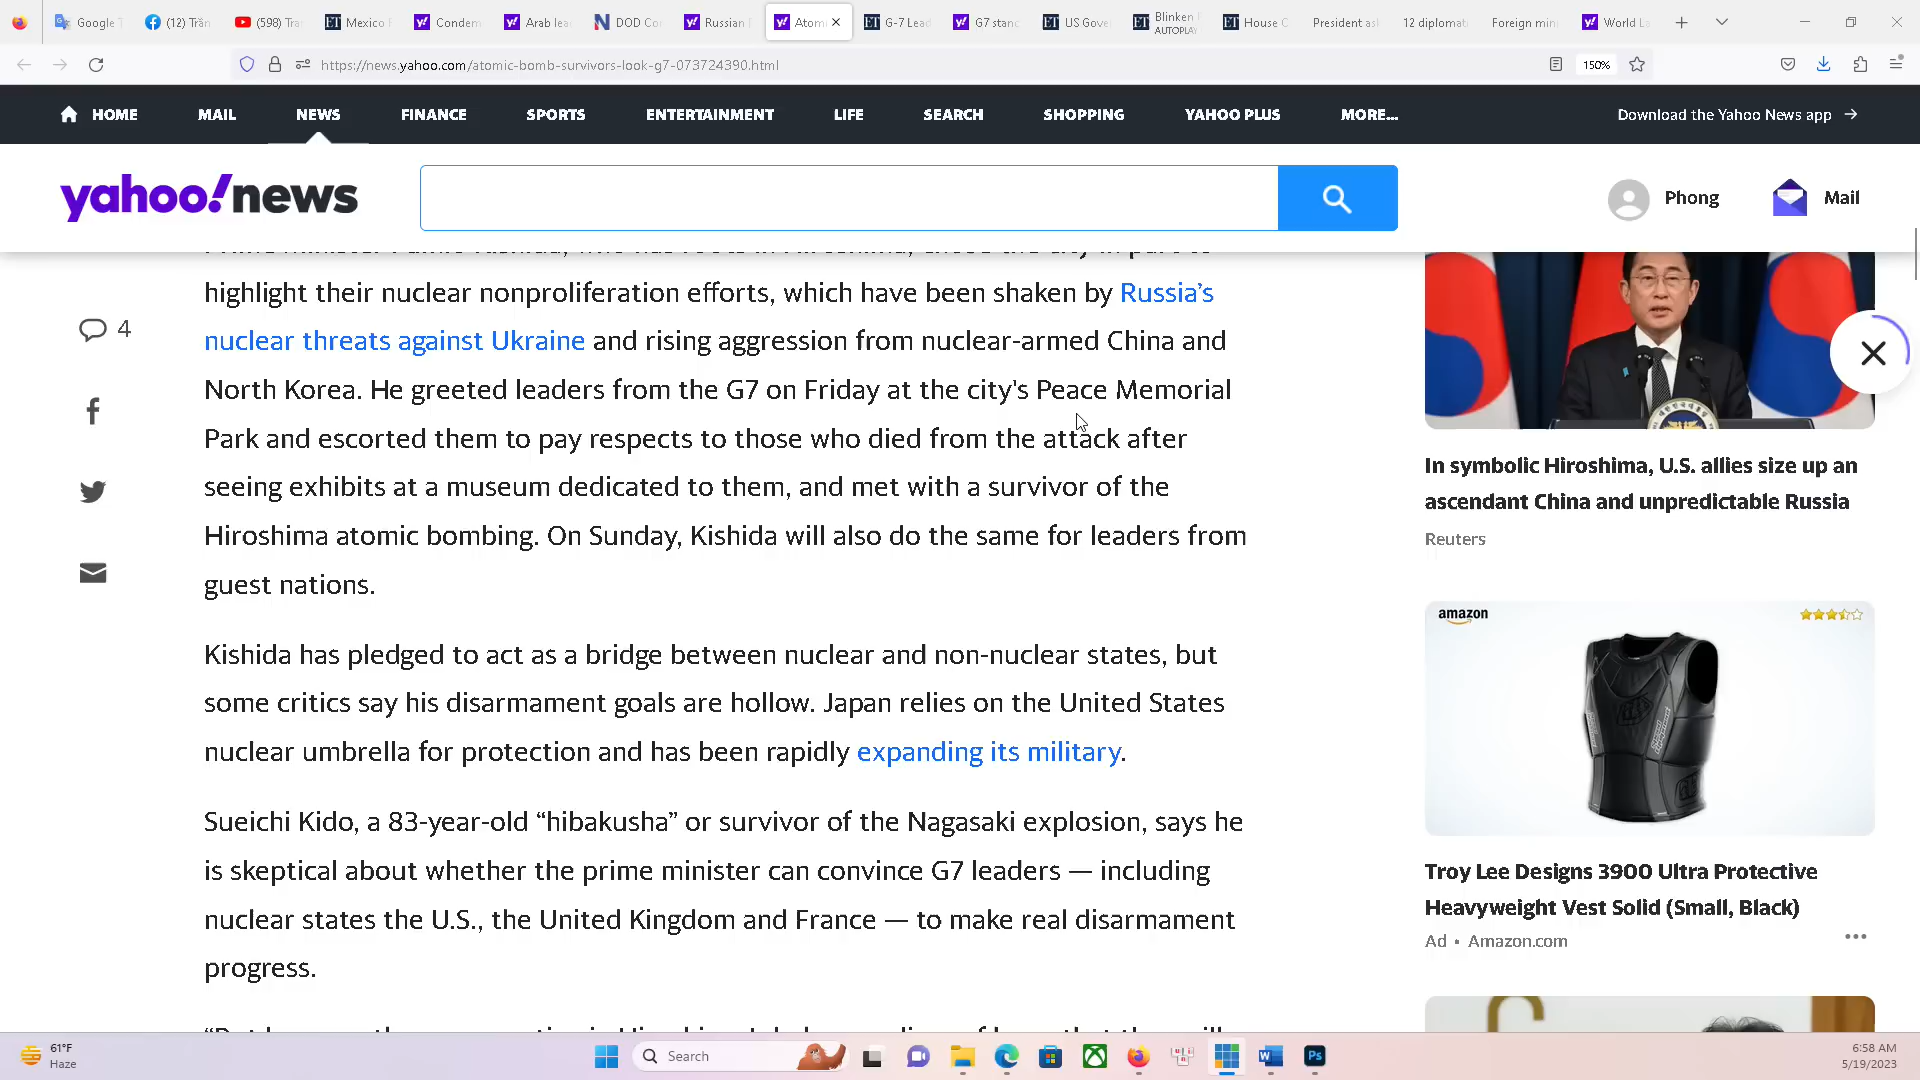 Google T
(12) Trần
(598) Tra
Mexico
Condem
Arab lea
DOD Co
Russian
Atom
G-7 Lead
G7 stanc
US Gove
Blinken
AUTOPLAY
House C
President as
12 diplomat
Foreign min
World L
https://news.yahoo.com/atomic-bomb-survivors-look-g7-073724390.html
150%
HOME
MAIL
NEWS
FINANCE
SPORTS
ENTERTAINMENT
LIFE
SEARCH
SHOPPING
YAHOO PLUS
MORE...
Download the Yahoo News app →
yahoo!news
Phong
Mail
4
highlight their nuclear nonproliferation efforts, which have been shaken by Russia’s
nuclear threats against Ukraine and rising aggression from nuclear-armed China and
North Korea. He greeted leaders from the G7 on Friday at the city's Peace Memorial
Park and escorted them to pay respects to those who died from the attack after
seeing exhibits at a museum dedicated to them, and met with a survivor of the
Hiroshima atomic bombing. On Sunday, Kishida will also do the same for leaders from
guest nations.
Kishida has pledged to act as a bridge between nuclear and non-nuclear states, but
some critics say his disarmament goals are hollow. Japan relies on the United States
nuclear umbrella for protection and has been rapidly expanding its military.
Sueichi Kido, a 83-year-old “hibakusha” or survivor of the Nagasaki explosion, says he
is skeptical about whether the prime minister can convince G7 leaders — including
nuclear states the U.S., the United Kingdom and France — to make real disarmament
progress.
In symbolic Hiroshima, U.S. allies size up an
ascendant China and unpredictable Russia
Reuters
amazon
Troy Lee Designs 3900 Ultra Protective
Heavyweight Vest Solid (Small, Black)
Ad • Amazon.com
61°F
Haze
Search
6:58 AM
5/19/2023